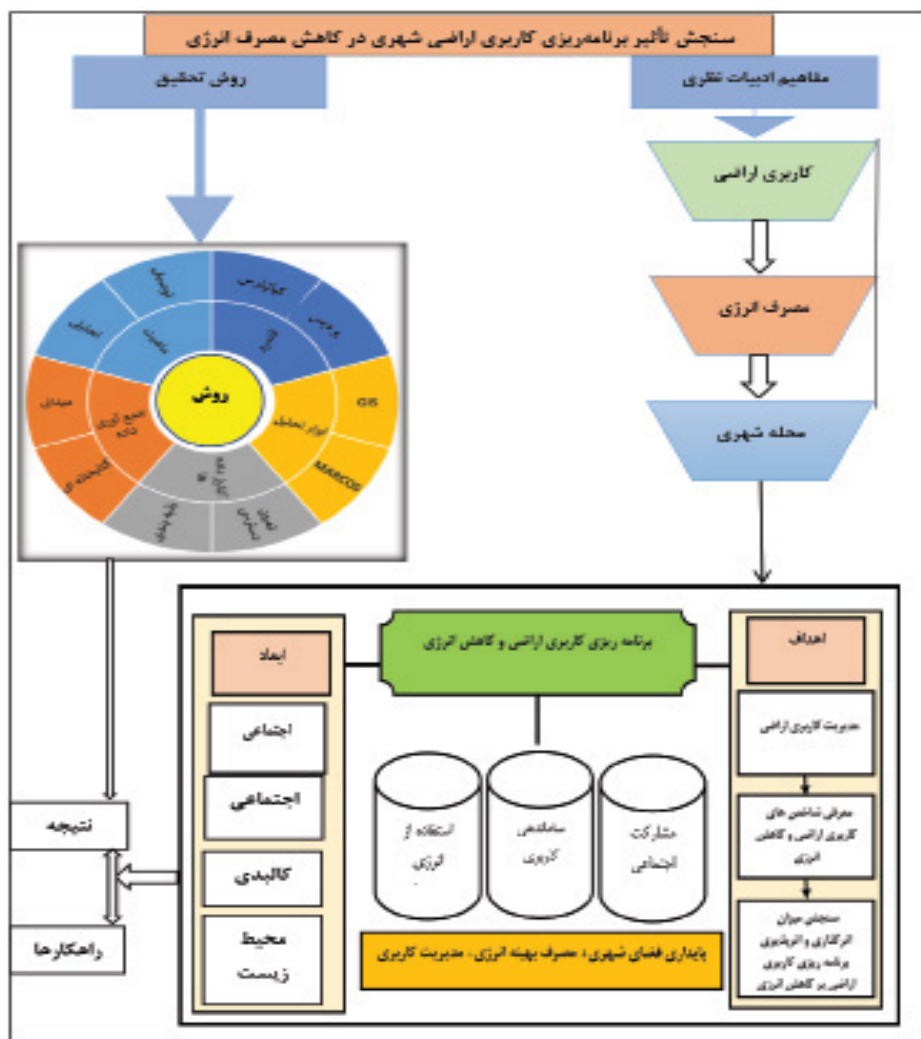 سنجش تأثیر برنامه‌ریزی کاربری اراضی شهری در کاهش مصرف انرژی
مفاهیم ادبیات نظری
روش تحقیق
کاربری اراضی
مصرف انرژی
محله شهری
روش
ماهیت
توصیفی
تحلیلی
جمع آوری
داده
میدانی
کتابخانه ای
رتبه بندی
ابزار تحلیل
GIS
MARCOS
برنامه ریزی کاربری اراضی و کاهش انرژی
اهداف
مدیریت کاربری اراضی
معرفی شاخص های
کاربری اراضی و کاهش
انرژی
سنجش میزان
اثرگذاری و اثرپذیری
برنامه ریزی کاربری
اراضی بر کاهش انرژی
مشارکت
اجتماعی
ساماندهی
کاربری
استفاده از
انرژی
پایداری فضای شهری، مصرف بهینه انرژی، مدیریت کاربری
ابعاد
اجتماعی
اجتماعی
کالبدی
محیط
زیست
نتیجه
راهکارها